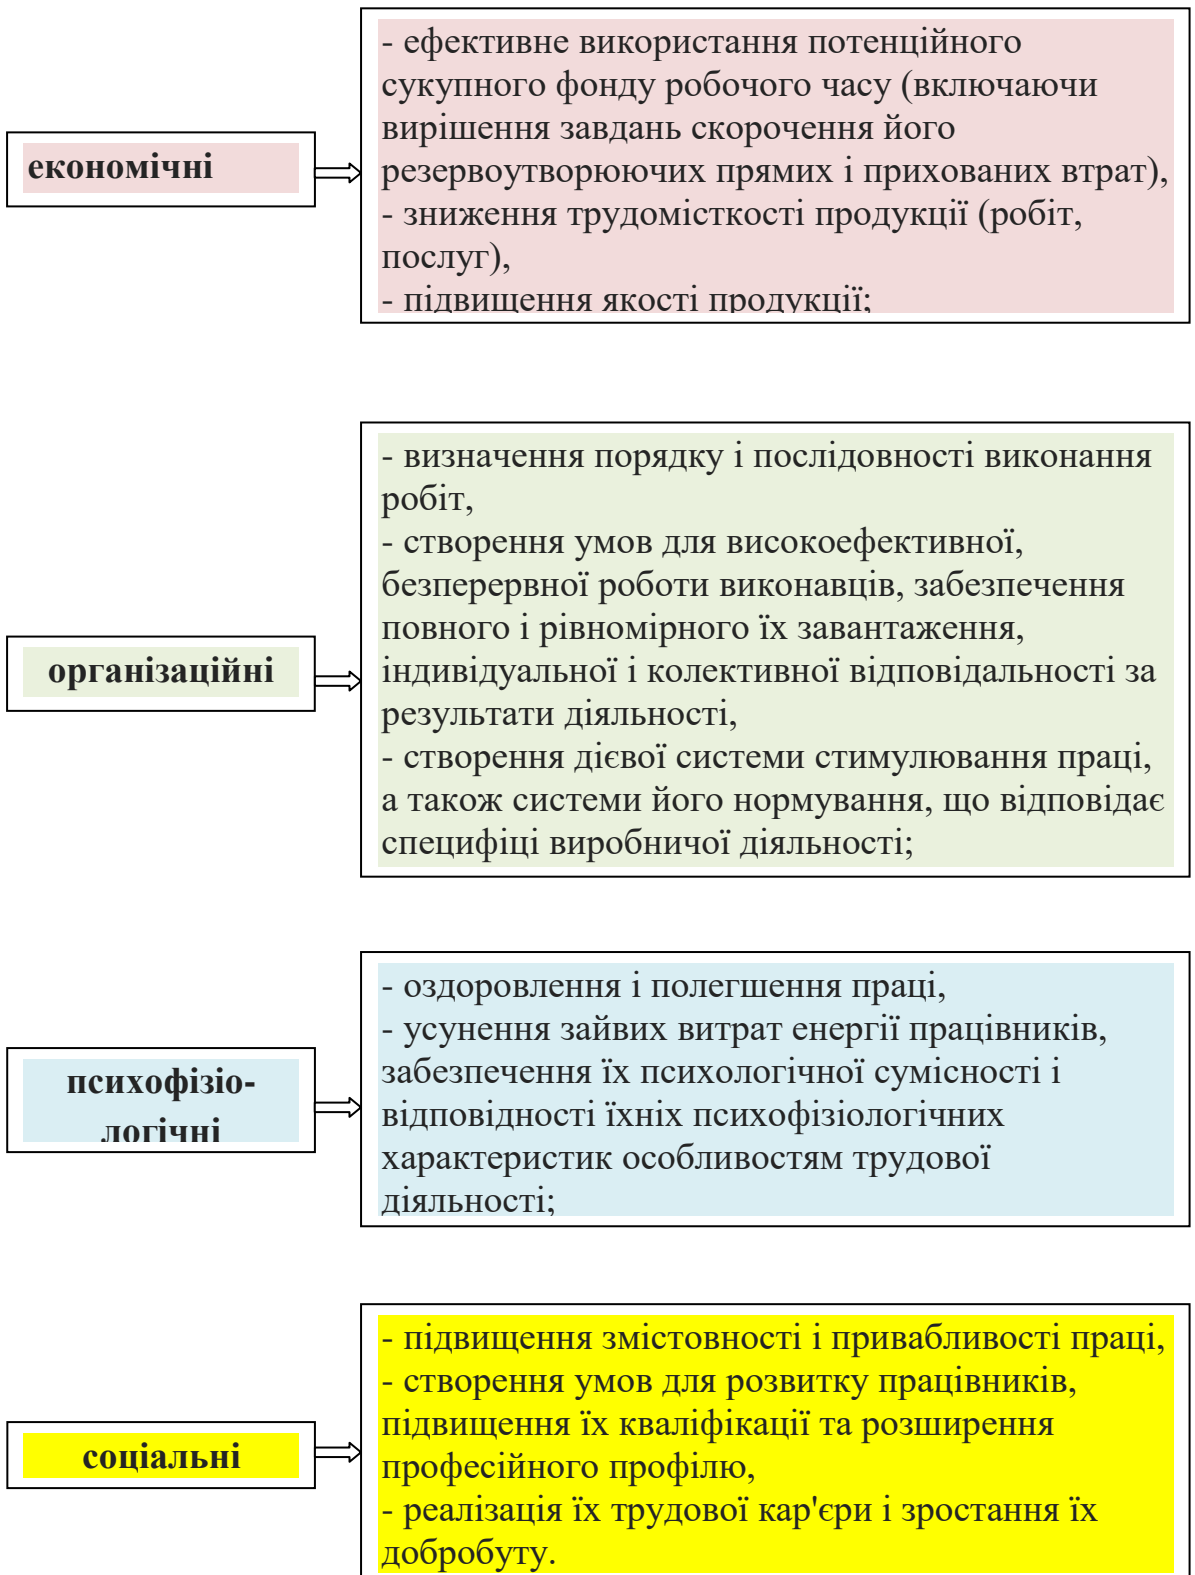 економічні
- ефективне використання потенційного
сукупного фонду робочого часу (включаючи
вирішення завдань скорочення його
резервоутворюючих прямих і прихованих втрат),
- зниження трудомісткості продукції (робіт,
послуг),
- підвищення якості продукції;
організаційні
- визначення порядку і послідовності виконання
робіт,
- створення умов для високоефективної,
безперервної роботи виконавців, забезпечення
повного і рівномірного їх завантаження,
індивідуальної і колективної відповідальності за
результати діяльності,
- створення дієвої системи стимулювання праці,
а також системи його нормування, що відповідає
специфіці виробничої діяльності;
психофізіо-
логічні
- оздоровлення і полегшення праці,
- усунення зайвих витрат енергії працівників,
забезпечення їх психологічної сумісності і
відповідності їхніх психофізіологічних
характеристик особливостям трудової
діяльності;
соціальні
- підвищення змістовності і привабливості праці,
- створення умов для розвитку працівників,
підвищення їх кваліфікації та розширення
професійного профілю,
- реалізація їх трудової кар'єри і зростання їх
добробуту.